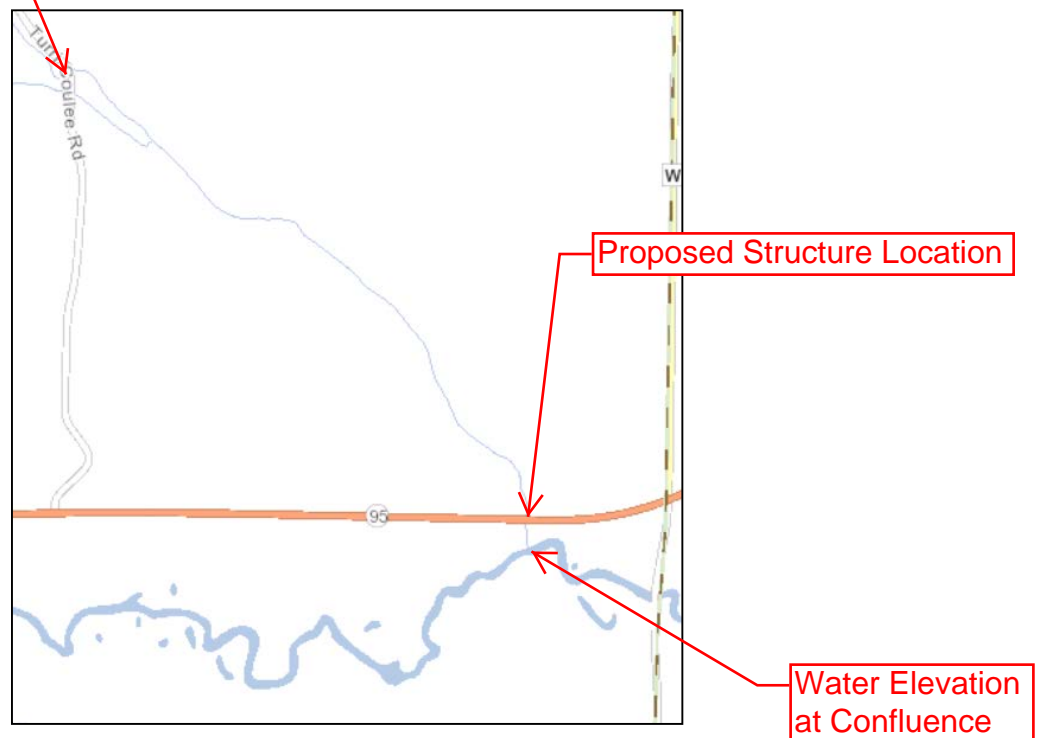 Coulee Rd
W
Proposed Structure Location
95
Water Elevation
at Confluence